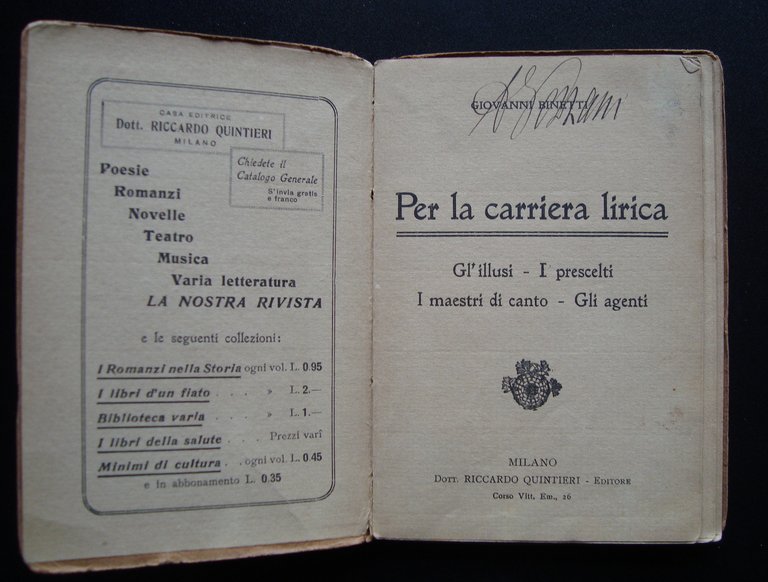 CASA EDITRICE
Dott. RICCARDO QUINTIERI
MILANO
Chiedete il
Catalogo Generale
S'invia gratis
e franco
Poesie
Romanzi
Novelle
Teatro
Musica
Varia letteratura
LA NOSTRA RIVISTA
e le seguenti collezioni:
I Romanzi nella Storia ogni vol. L. 0.95
I libri d'un fiato . . . . » L. 2.—
Biblioteca varia . . . . » L. 1.—
I libri della salute . . . Prezzi varî
Minimi di cultura . . ogni vol. L. 0.45
e in abbonamento L. 0.35
GIOVANNI BINETTI
Per la carriera lirica
Gl'illusi - I prescelti
I maestri di canto - Gli agenti
MILANO
Dott. RICCARDO QUINTIERI - Editore
Corso Vitt. Em., 26